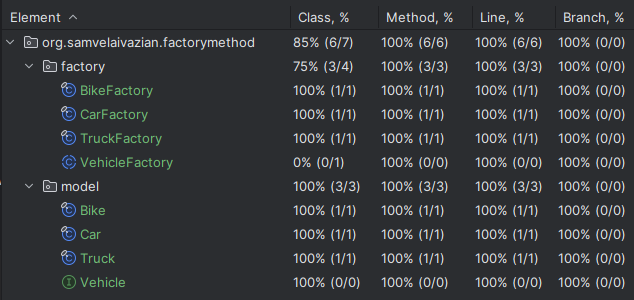 Element Class, % Method, % Line, % Branch, %
org.samvelaivazian.factorymethod 85% (6/7) 100% (6/6) 100% (6/6) 100% (0/0)
factory 75% (3/4) 100% (3/3) 100% (3/3) 100% (0/0)
BikeFactory 100% (1/1) 100% (1/1) 100% (1/1) 100% (0/0)
CarFactory 100% (1/1) 100% (1/1) 100% (1/1) 100% (0/0)
TruckFactory 100% (1/1) 100% (1/1) 100% (1/1) 100% (0/0)
VehicleFactory 0% (0/1) 100% (0/0) 100% (0/0) 100% (0/0)
model 100% (3/3) 100% (3/3) 100% (3/3) 100% (0/0)
Bike 100% (1/1) 100% (1/1) 100% (1/1) 100% (0/0)
Car 100% (1/1) 100% (1/1) 100% (1/1) 100% (0/0)
Truck 100% (1/1) 100% (1/1) 100% (1/1) 100% (0/0)
Vehicle 100% (0/0) 100% (0/0) 100% (0/0) 100% (0/0)